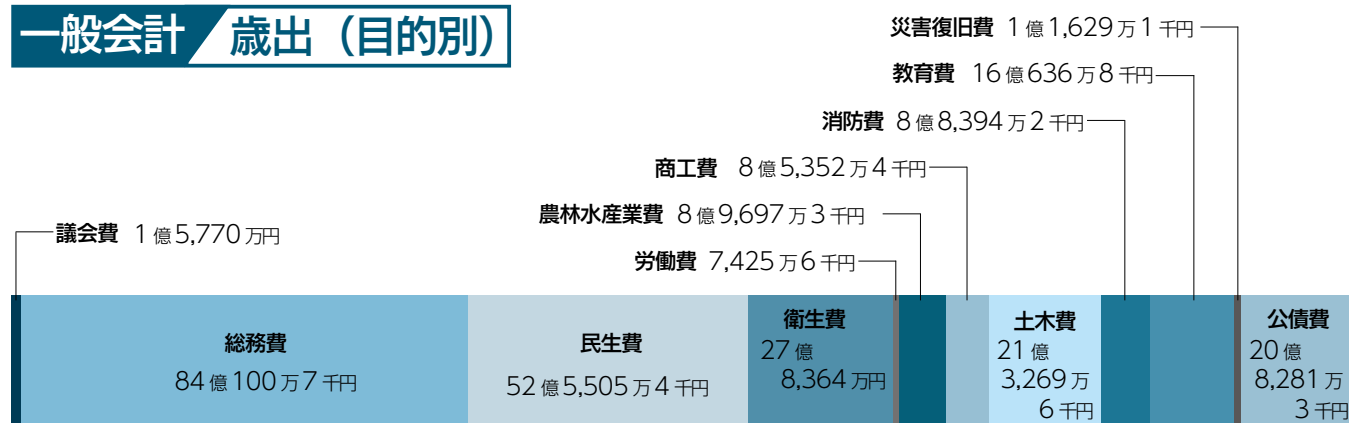 一般会計 歳出（目的別）
災害復旧費 1億1,629万1千円
教育費 16億636万8千円
消防費 8億8,394万2千円
商工費 8億5,352万4千円
農林水産業費 8億9,697万3千円
議会費 1億5,770万円
労働費 7,425万6千円
総務費
84億100万7千円
民生費
52億5,505万4千円
衛生費
27億
8,364万円
土木費
21億
3,269万
6千円
公債費
20億
8,281万
3千円